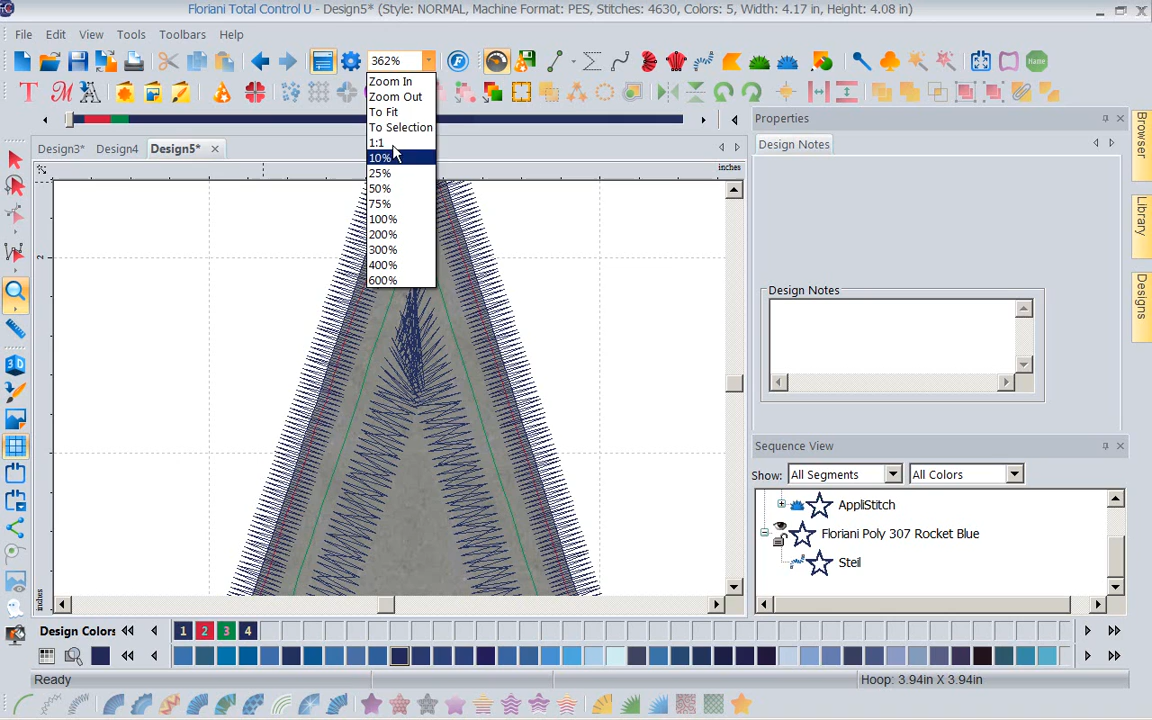 Floriani Total Control U - Design5* (Style: NORMAL, Machine Format: PES, Stitches: 4630, Colors: 5, Width: 4.17 in, Height: 4.08 in)
File Edit View Tools Toolbars Help
362%
Home
Zoom In
Zoom Out
To Fit
To Selection
1:1
10%
25%
50%
75%
100%
200%
300%
400%
600%
Design3* Design4 Design5*
inches
2
inches
3D
Properties
Design Notes
Design Notes
Browser
Library
Designs
Sequence View
Show: All Segments All Colors
AppliStitch
Floriani Poly 307 Rocket Blue
Steil
Design Colors 1 2 3 4
Ready
Hoop: 3.94in X 3.94in